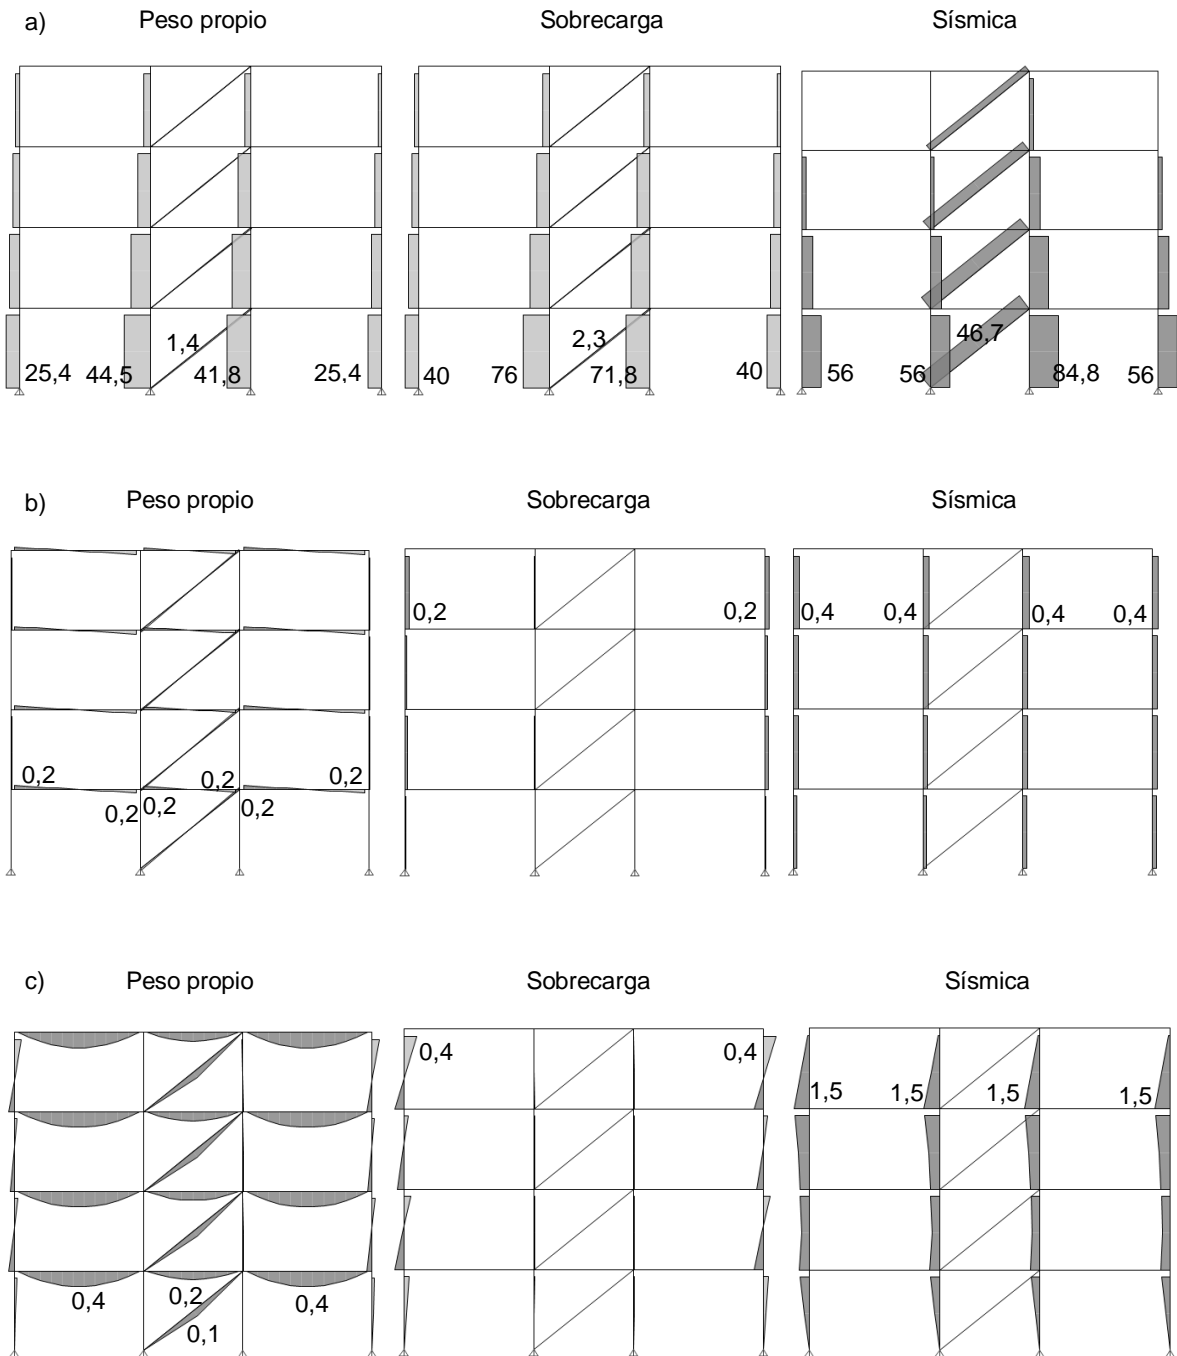 a) Peso propio Sobrecarga Sísmica
1,4 2,3 46,7
25,4 44,5 41,8 25,4 40 76 71,8 40 56 56 84,8 56
b) Peso propio Sobrecarga Sísmica
0,2 0,2 0,4 0,4 0,4 0,4
0,2 0,2 0,2
0,2 0,2 0,2
c) Peso propio Sobrecarga Sísmica
0,4 0,4
1,5 1,5 1,5 1,5
0,4 0,2 0,4
0,1